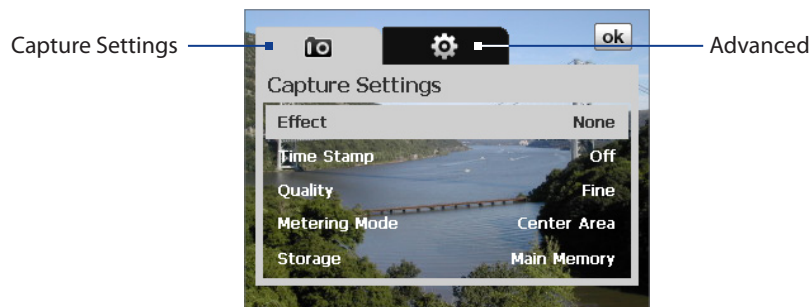 Capture Settings
Advanced
ok
Capture Settings
Effect None
Time Stamp Off
Quality Fine
Metering Mode Center Area
Storage Main Memory